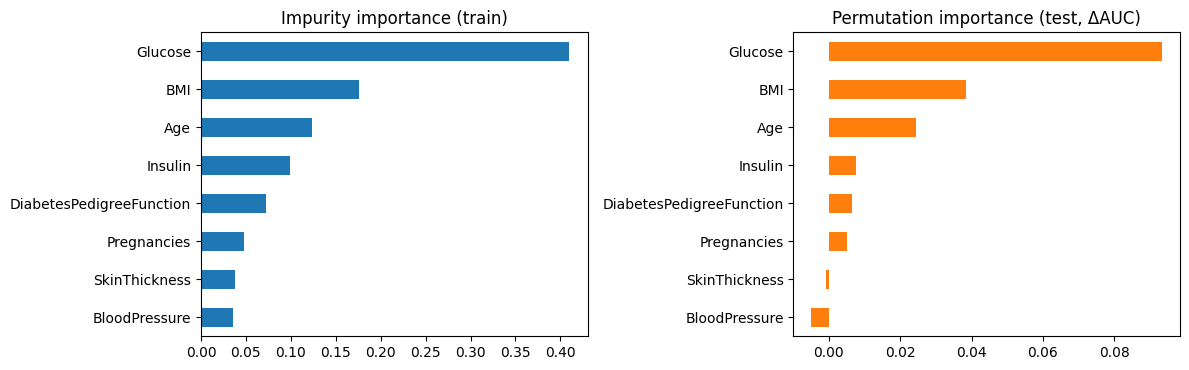 Impurity importance (train)
Glucose
BMI
Age
Insulin
DiabetesPedigreeFunction
Pregnancies
SkinThickness
BloodPressure
0.00 0.05 0.10 0.15 0.20 0.25 0.30 0.35 0.40
Permutation importance (test, ΔAUC)
Glucose
BMI
Age
Insulin
DiabetesPedigreeFunction
Pregnancies
SkinThickness
BloodPressure
0.00 0.02 0.04 0.06 0.08